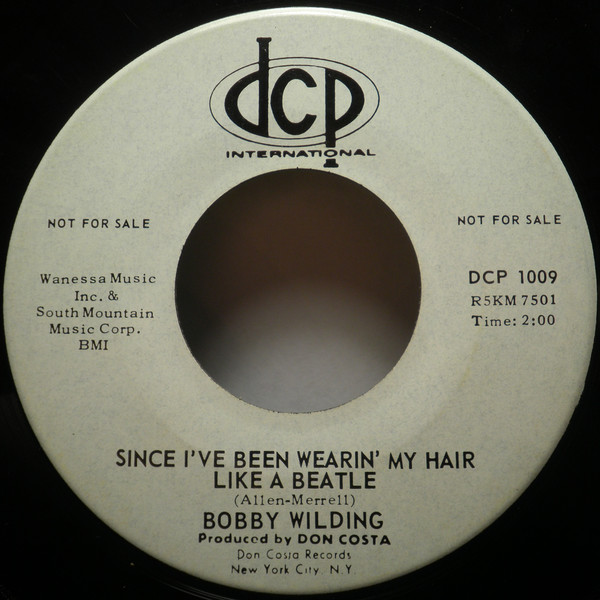 dcp
INTERNATIONAL
NOT FOR SALE
NOT FOR SALE
Wanessa Music
Inc. &
South Mountain
Music Corp.
BMI
DCP 1009
R5KM 7501
Time: 2:00
SINCE I'VE BEEN WEARIN' MY HAIR
LIKE A BEATLE
(Allen-Merrell)
BOBBY WILDING
Produced by DON COSTA
Don Costa Records
New York City, N.Y.